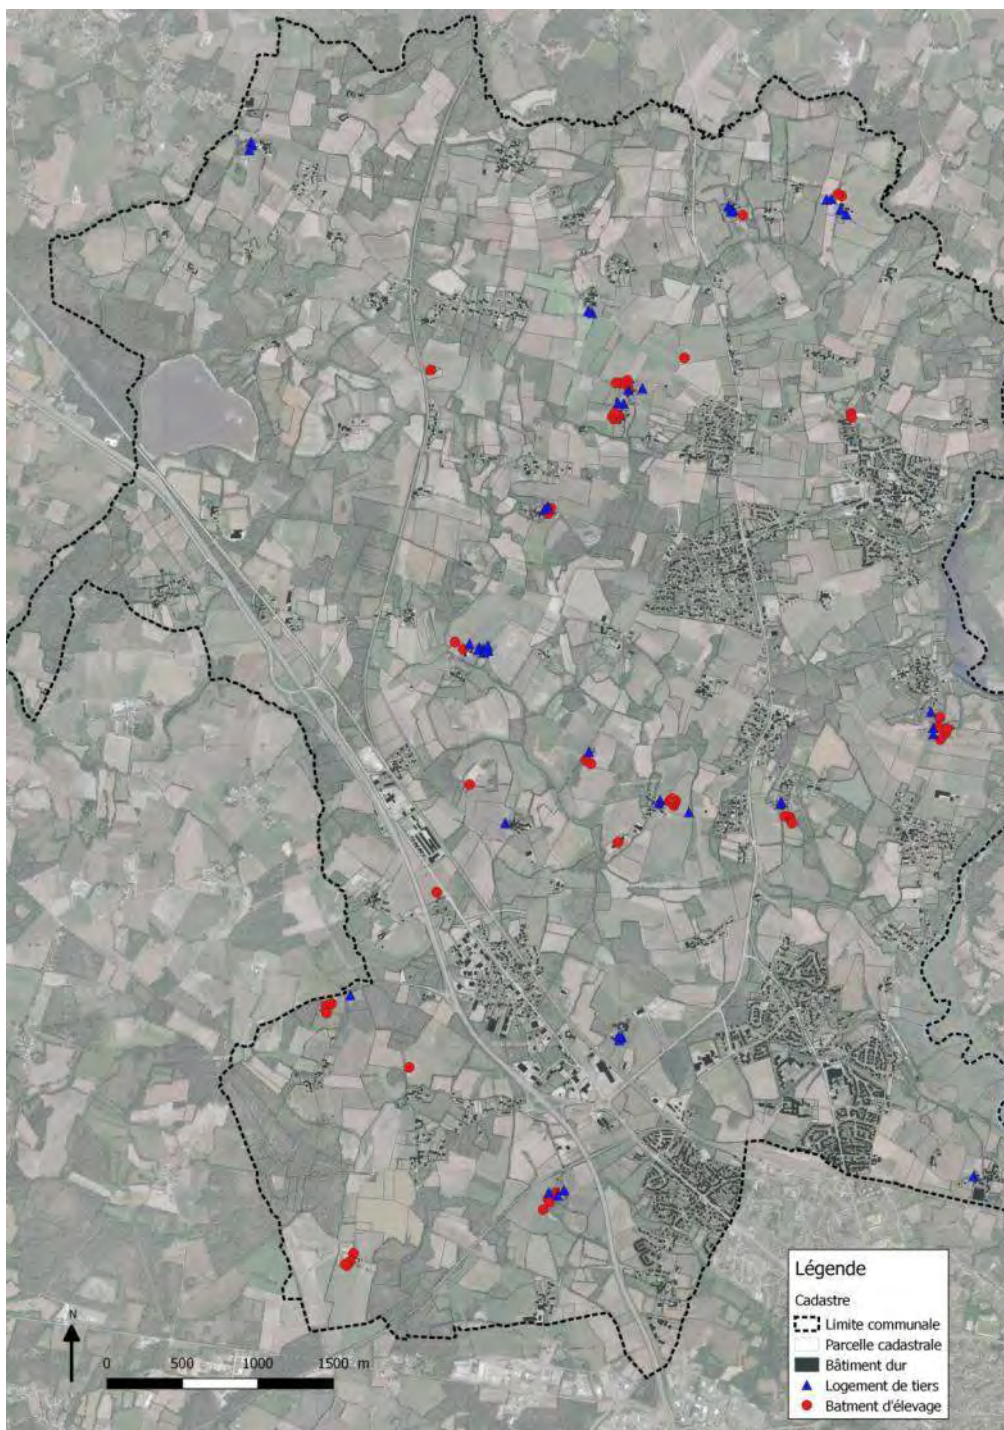 Légende
Cadastre
Limite communale
Parcelle cadastrale
Bâtiment dur
Logement de tiers
Batment d'élevage
N
0 500 1000 1500 m